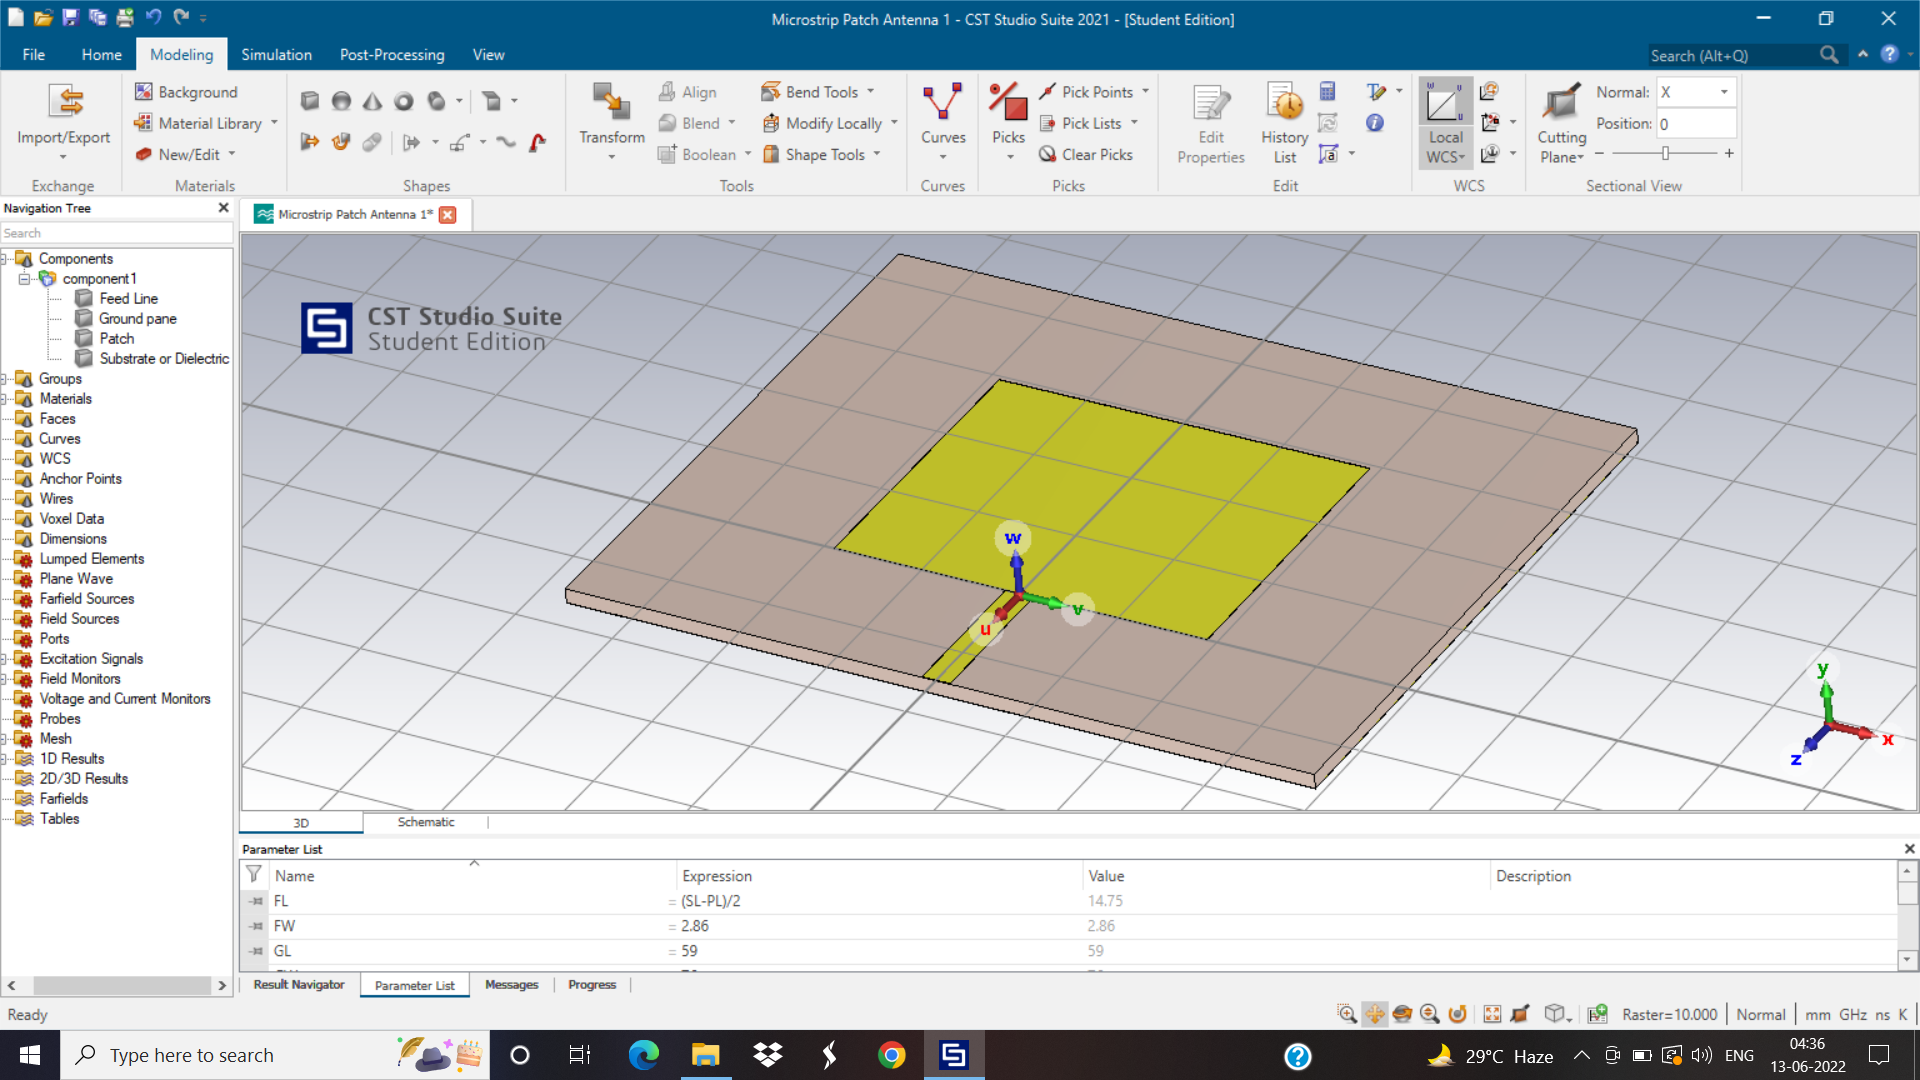 Microstrip Patch Antenna 1 - CST Studio Suite 2021 - [Student Edition]
File Home Modeling Simulation Post-Processing View Search (Alt+Q)
Import/Export
Exchange
Background
Material Library
New/Edit
Materials
Shapes
Transform
Align
Blend
Boolean
Bend Tools
Modify Locally
Shape Tools
Tools
Curves
Curves
Picks
Pick Points
Pick Lists
Clear Picks
Picks
Edit Properties
History List
Edit
Local WCS
WCS
Cutting Plane
Normal: X
Position: 0
Sectional View
Navigation Tree
Search
Components
component1
Feed Line
Ground pane
Patch
Substrate or Dielectric
Groups
Materials
Faces
Curves
WCS
Anchor Points
Wires
Voxel Data
Dimensions
Lumped Elements
Plane Wave
Farfield Sources
Field Sources
Ports
Excitation Signals
Field Monitors
Voltage and Current Monitors
Probes
Mesh
1D Results
2D/3D Results
Farfields
Tables
Microstrip Patch Antenna 1*
CST Studio Suite
Student Edition
w
v
u
y
x
z
3D Schematic
Parameter List
Name Expression Value Description
FL = (SL-PL)/2 14.75
FW = 2.86 2.86
GL = 59 59
Result Navigator Parameter List Messages Progress
Ready Raster=10.000 Normal mm GHz ns K
Type here to search
29°C Haze ENG
04:36
13-06-2022